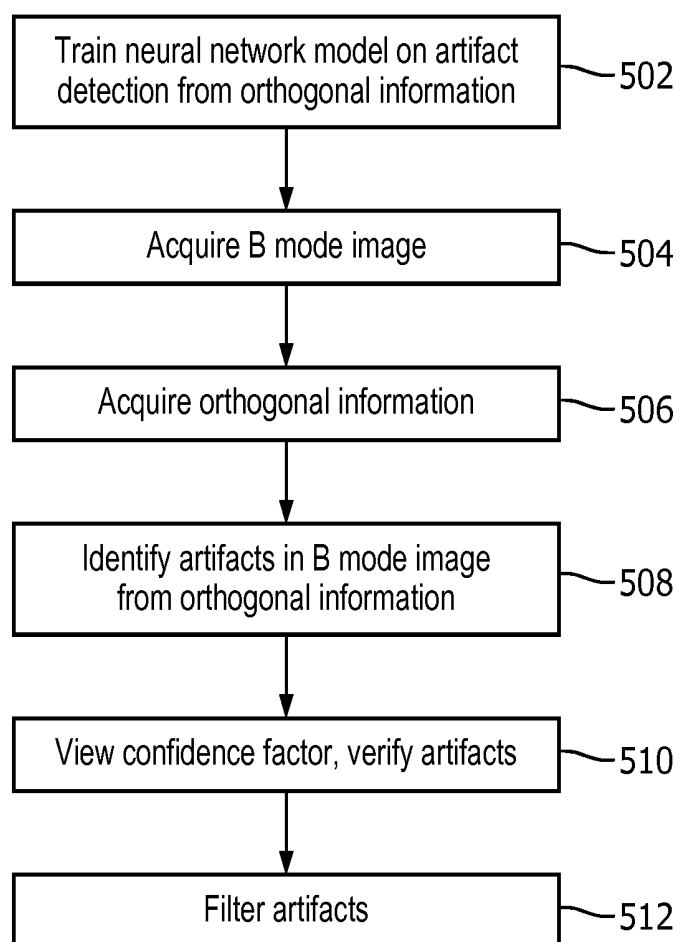 Train neural network model on artifact
detection from orthogonal information
502
Acquire B mode image
504
Acquire orthogonal information
506
Identify artifacts in B mode image
from orthogonal information
508
View confidence factor, verify artifacts
510
Filter artifacts
512